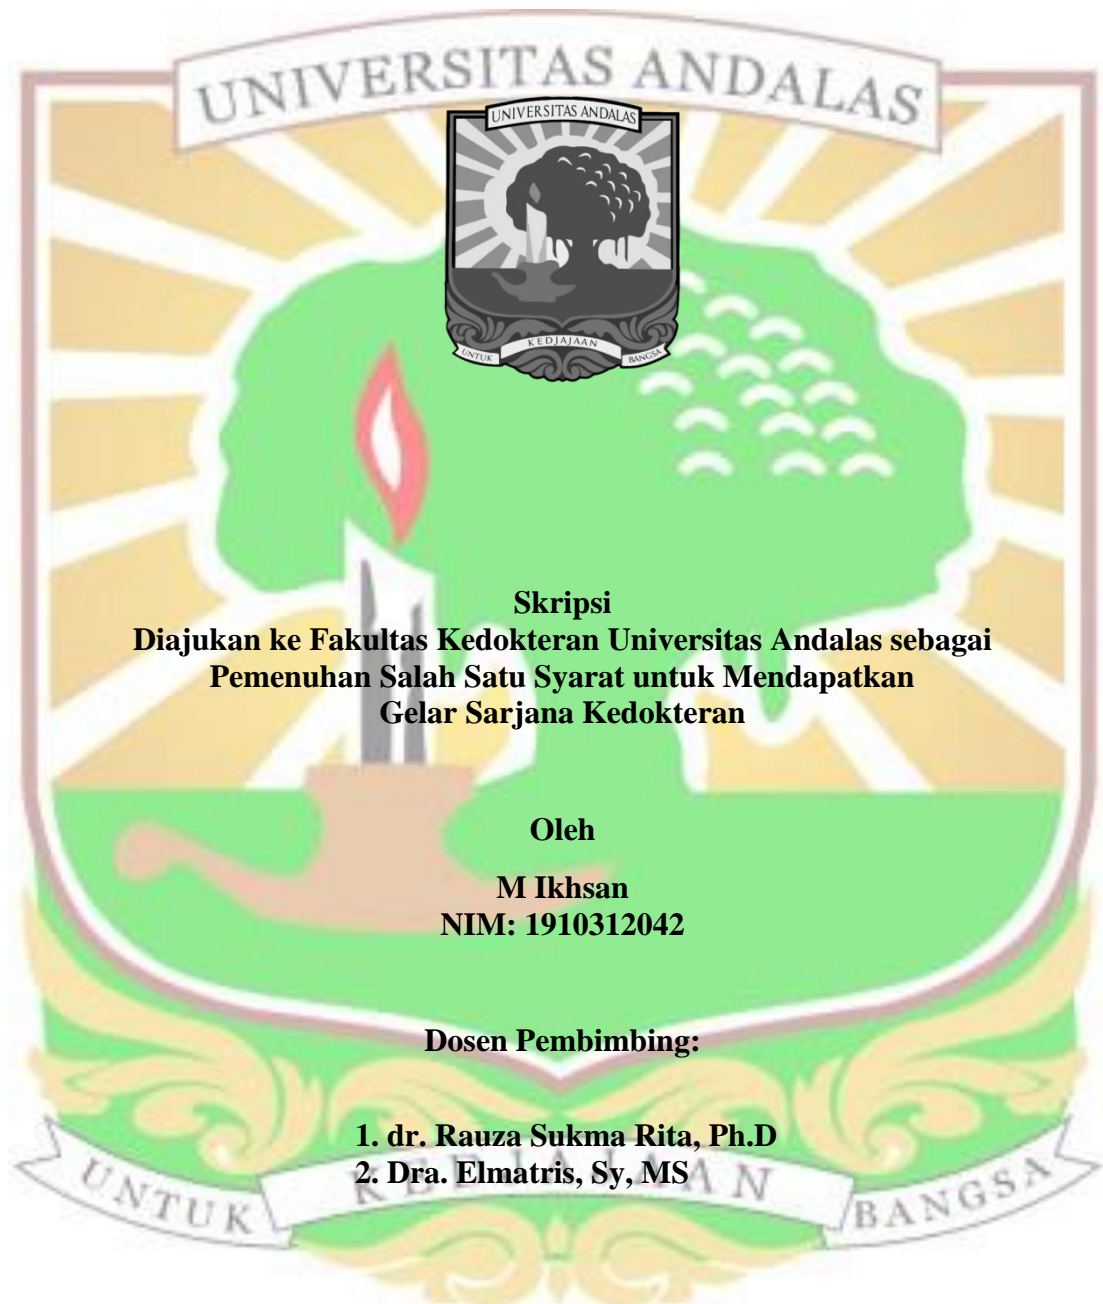 UNIVERSITAS ANDALAS
UNIVERSITAS ANDALAS
UNTUK KEDJAJAAN BANGSA
Skripsi
Diajukan ke Fakultas Kedokteran Universitas Andalas sebagai
Pemenuhan Salah Satu Syarat untuk Mendapatkan
Gelar Sarjana Kedokteran
Oleh
M Ikhsan
NIM: 1910312042
Dosen Pembimbing:
1. dr. Rauza Sukma Rita, Ph.D
2. Dra. Elmatris, Sy, MS
UNTUK KEDJAJAAN BANGSA